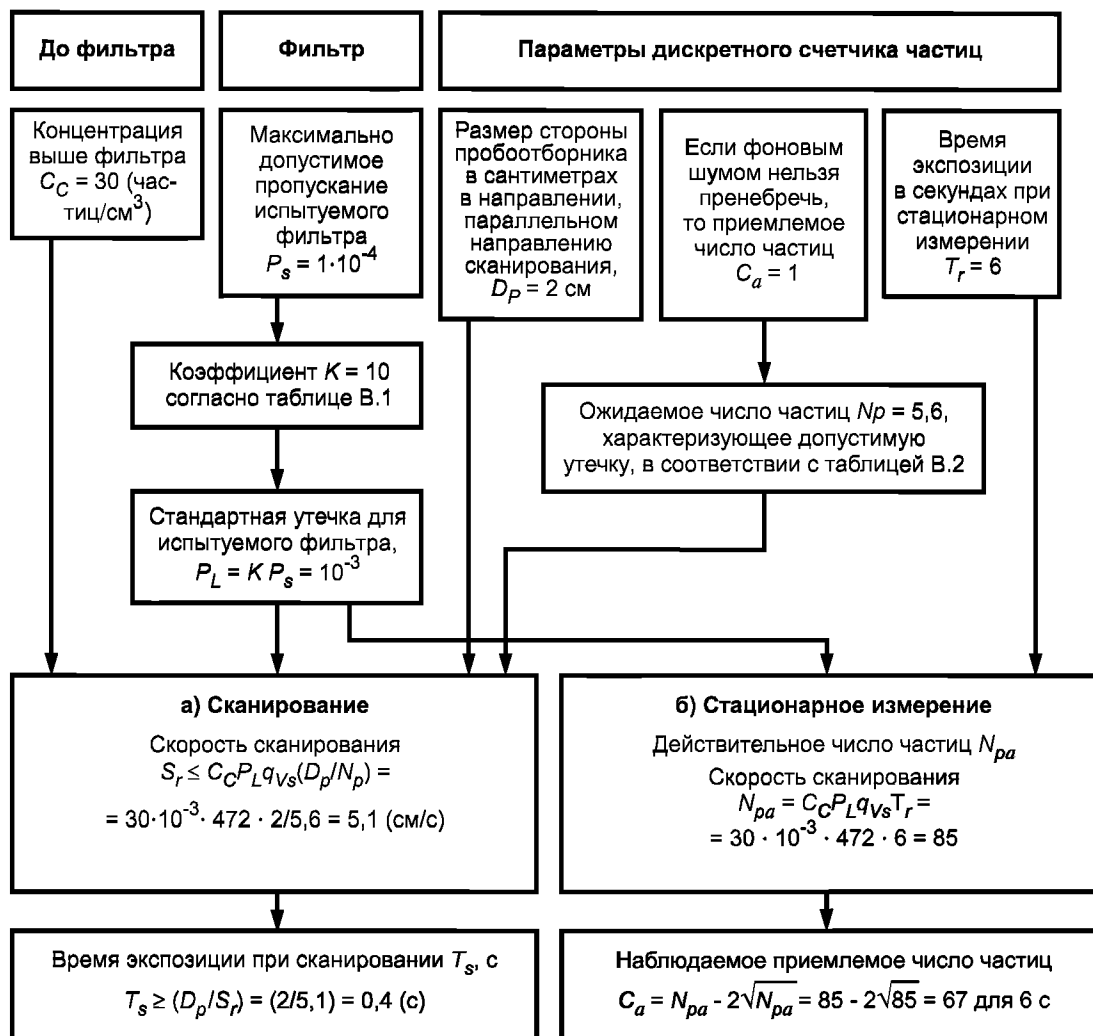 До фильтра
Фильтр
Параметры дискретного счетчика частиц
Концентрация
выше фильтра
C_C = 30 (час-
тиц/см³)
Максимально
допустимое
пропускание
испытуемого
фильтра
P_s = 1·10⁻⁴
Размер стороны
пробоотборника
в сантиметрах
в направлении,
параллельном
направлению
сканирования,
D_P = 2 см
Если фоновым
шумом нельзя
пренебречь,
то приемлемое
число частиц
C_a = 1
Время
экспозиции
в секундах при
стационарном
измерении
T_r = 6
Коэффициент K = 10
согласно таблице В.1
Ожидаемое число частиц Np = 5,6,
характеризующее допустимую
утечку, в соответствии с таблицей В.2
Стандартная утечка для
испытуемого фильтра,
P_L = K P_s = 10⁻³
а) Сканирование
Скорость сканирования
S_r ≤ C_C P_L q_Vs (D_p/N_p) =
= 30·10⁻³ · 472 · 2/5,6 = 5,1 (см/с)
б) Стационарное измерение
Действительное число частиц N_pa
Скорость сканирования
N_pa = C_C P_L q_Vs T_r =
= 30 · 10⁻³ · 472 · 6 = 85
Время экспозиции при сканировании T_s, с
T_s ≥ (D_p/S_r) = (2/5,1) = 0,4 (с)
Наблюдаемое приемлемое число частиц
C_a = N_pa - 2√N_pa = 85 - 2√85 = 67 для 6 с